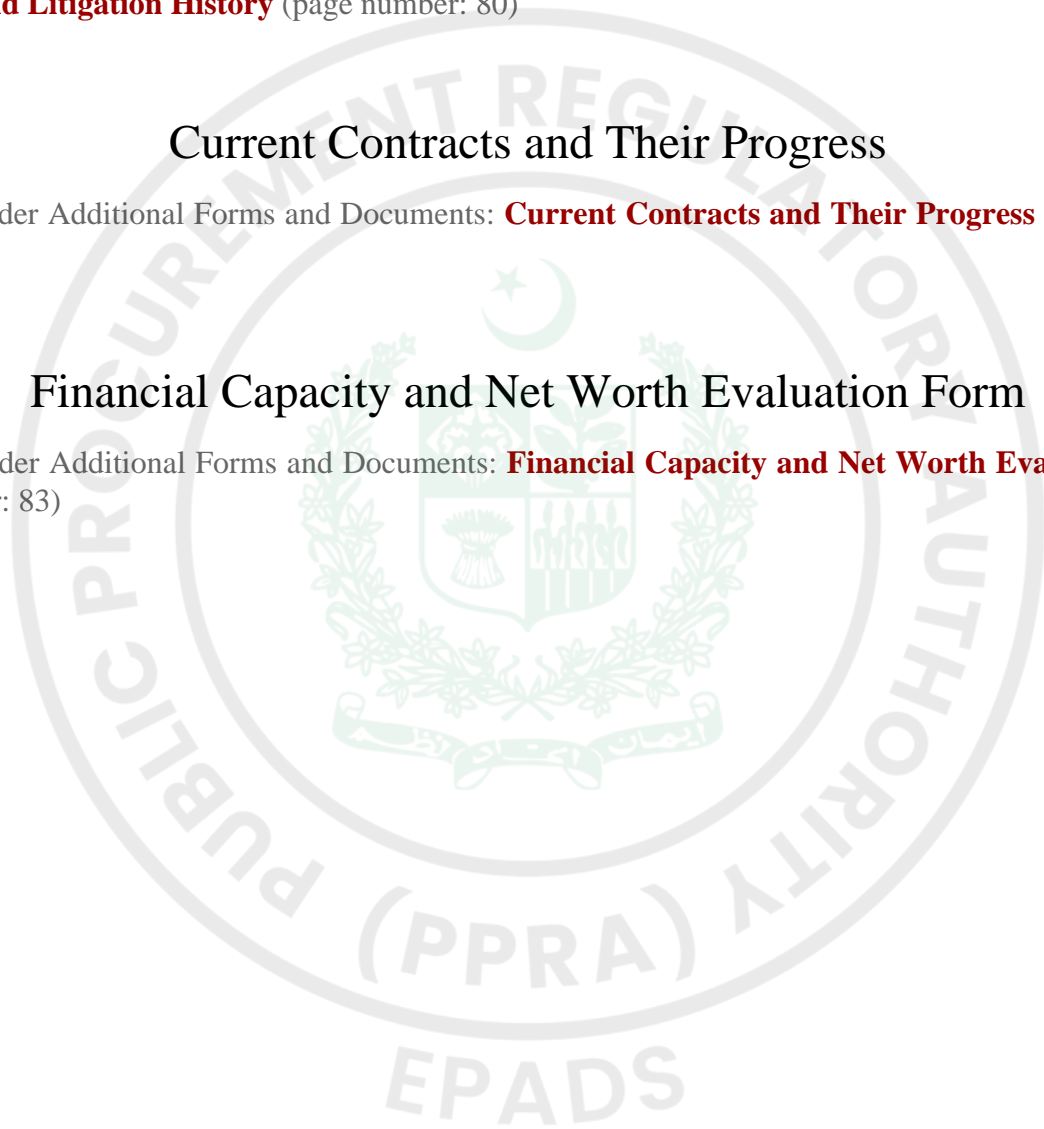 d Litigation History (page number: 80)
Current Contracts and Their Progress
der Additional Forms and Documents: Current Contracts and Their Progress
Financial Capacity and Net Worth Evaluation Form
der Additional Forms and Documents: Financial Capacity and Net Worth Eva
: 83)
PUBLIC PROCUREMENT REGULATORY AUTHORITY
(PPRA)
EPADS